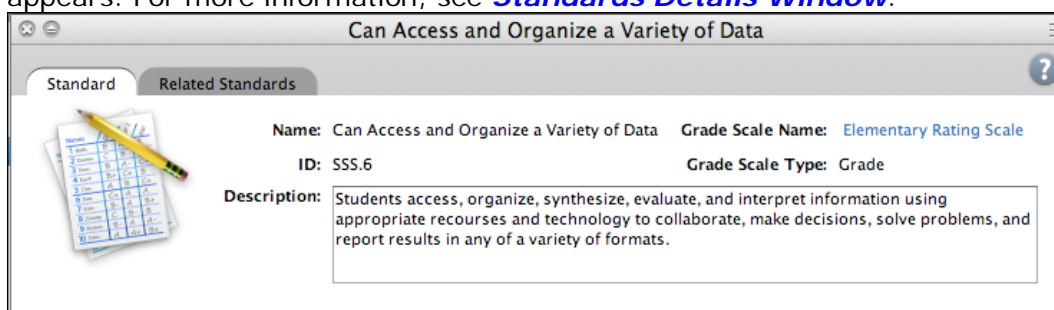 appears. For more information, see Standards Details Window.
Can Access and Organize a Variety of Data
Standard Related Standards ?
Name: Can Access and Organize a Variety of Data Grade Scale Name: Elementary Rating Scale
ID: SSS.6 Grade Scale Type: Grade
Description: Students access, organize, synthesize, evaluate, and interpret information using
appropriate recourses and technology to collaborate, make decisions, solve problems, and
report results in any of a variety of formats.